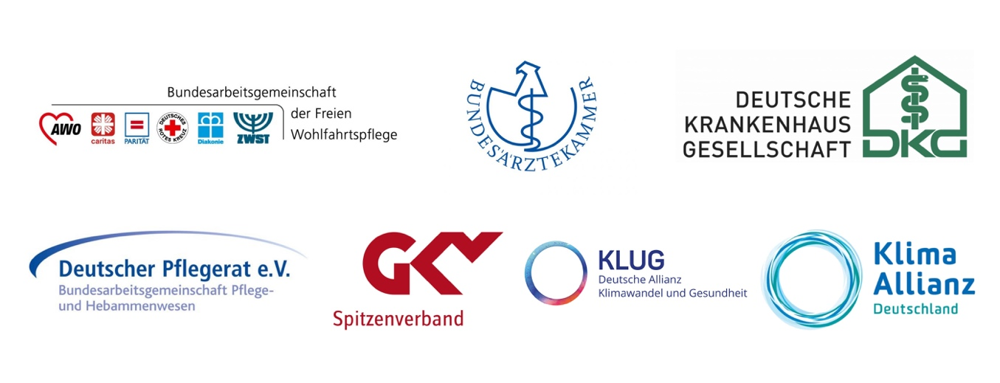 Bundesarbeitsgemeinschaft
der Freien
Wohlfahrtspflege
AWO
caritas
PARITÄT
DEUTSCHES ROTES KREUZ
Diakonie
ZWST
BUNDESÄRZTEKAMMER
DEUTSCHE
KRANKENHAUS
GESELLSCHAFT
DKG
Deutscher Pflegerat e.V.
Bundesarbeitsgemeinschaft Pflege-
und Hebammenwesen
GKV
Spitzenverband
KLUG
Deutsche Allianz
Klimawandel und Gesundheit
Klima
Allianz
Deutschland